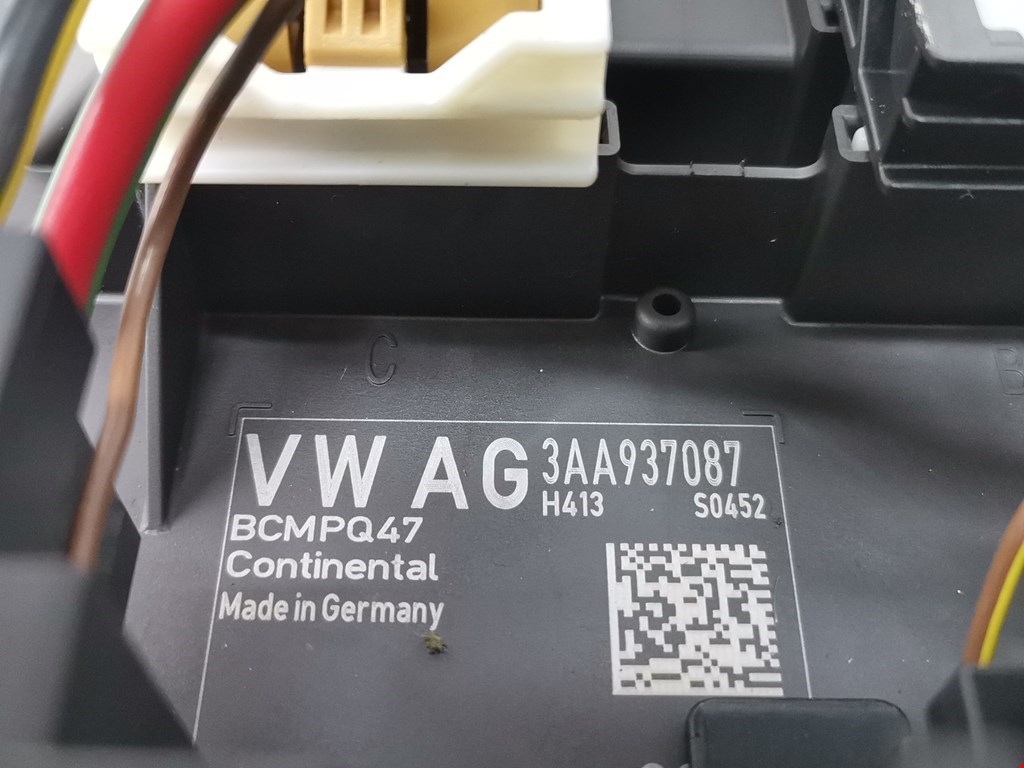 C
B
VW AG 3AA937087
H413 S0452
BCMPQ47
Continental
Made in Germany